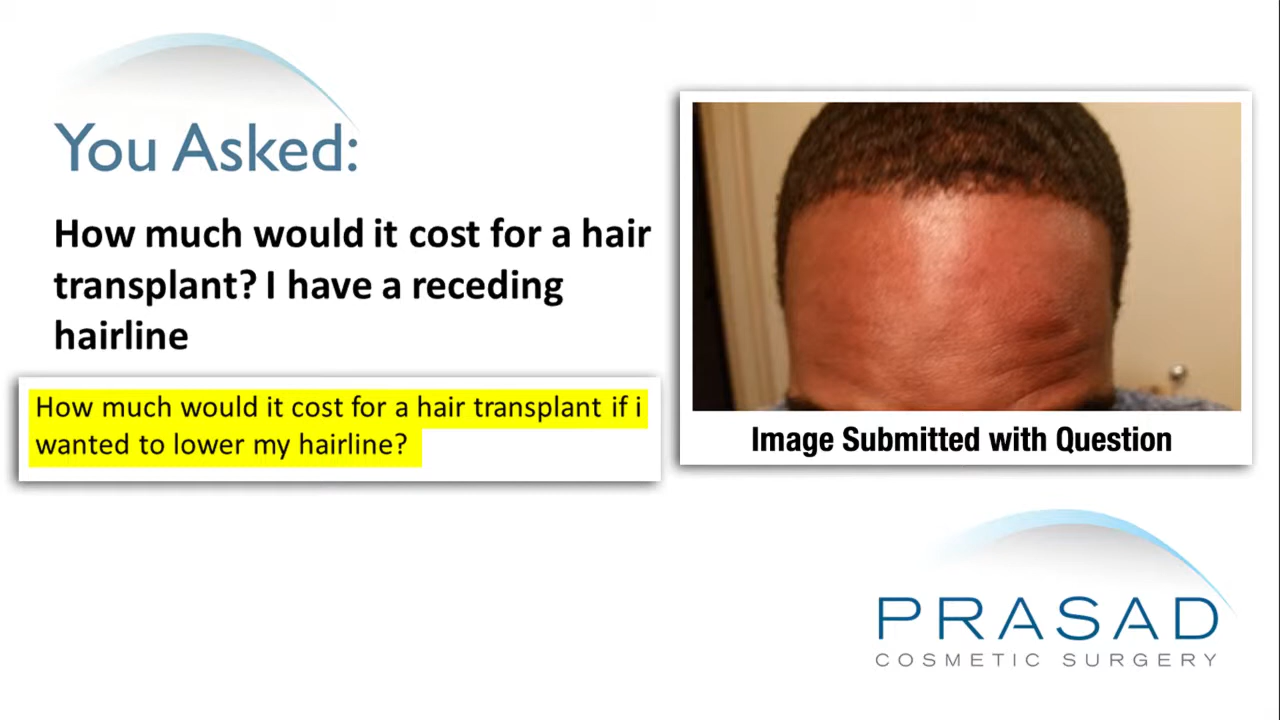 You Asked:
How much would it cost for a hair
transplant? I have a receding
hairline
How much would it cost for a hair transplant if i
wanted to lower my hairline?
Image Submitted with Question
PRASAD
COSMETIC SURGERY